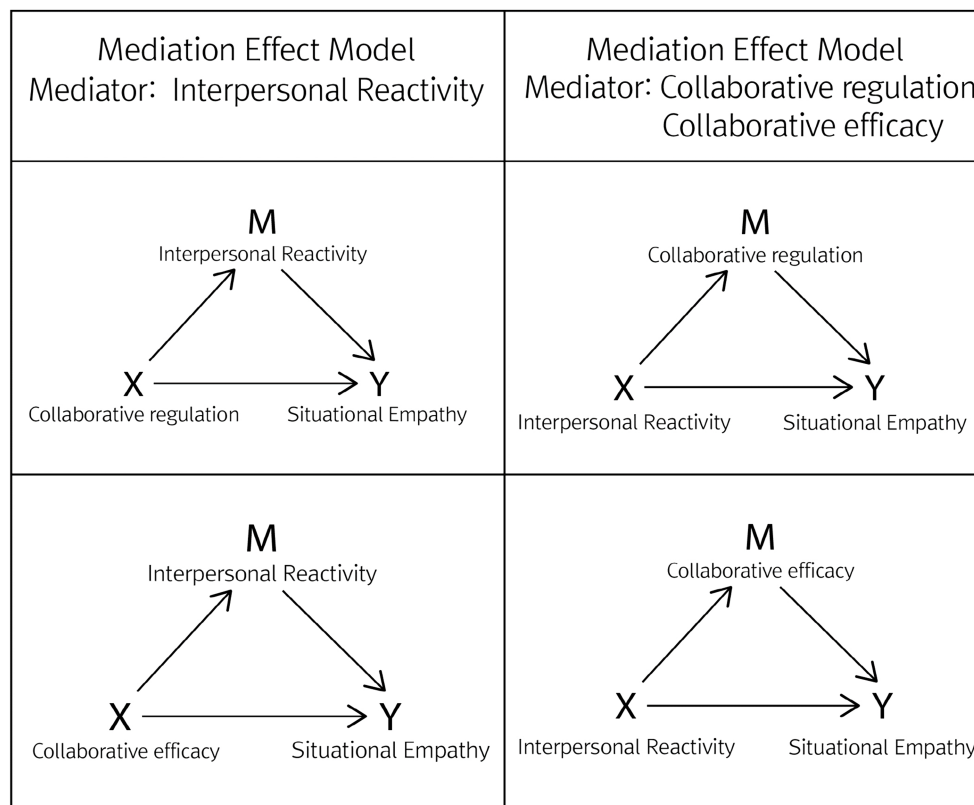 Mediation Effect Model
Mediator: Interpersonal Reactivity
Mediation Effect Model
Mediator: Collaborative regulation
Collaborative efficacy
M
Interpersonal Reactivity
X
Y
Collaborative regulation
Situational Empathy
M
Collaborative regulation
X
Y
Interpersonal Reactivity
Situational Empathy
M
Interpersonal Reactivity
X
Y
Collaborative efficacy
Situational Empathy
M
Collaborative efficacy
X
Y
Interpersonal Reactivity
Situational Empathy